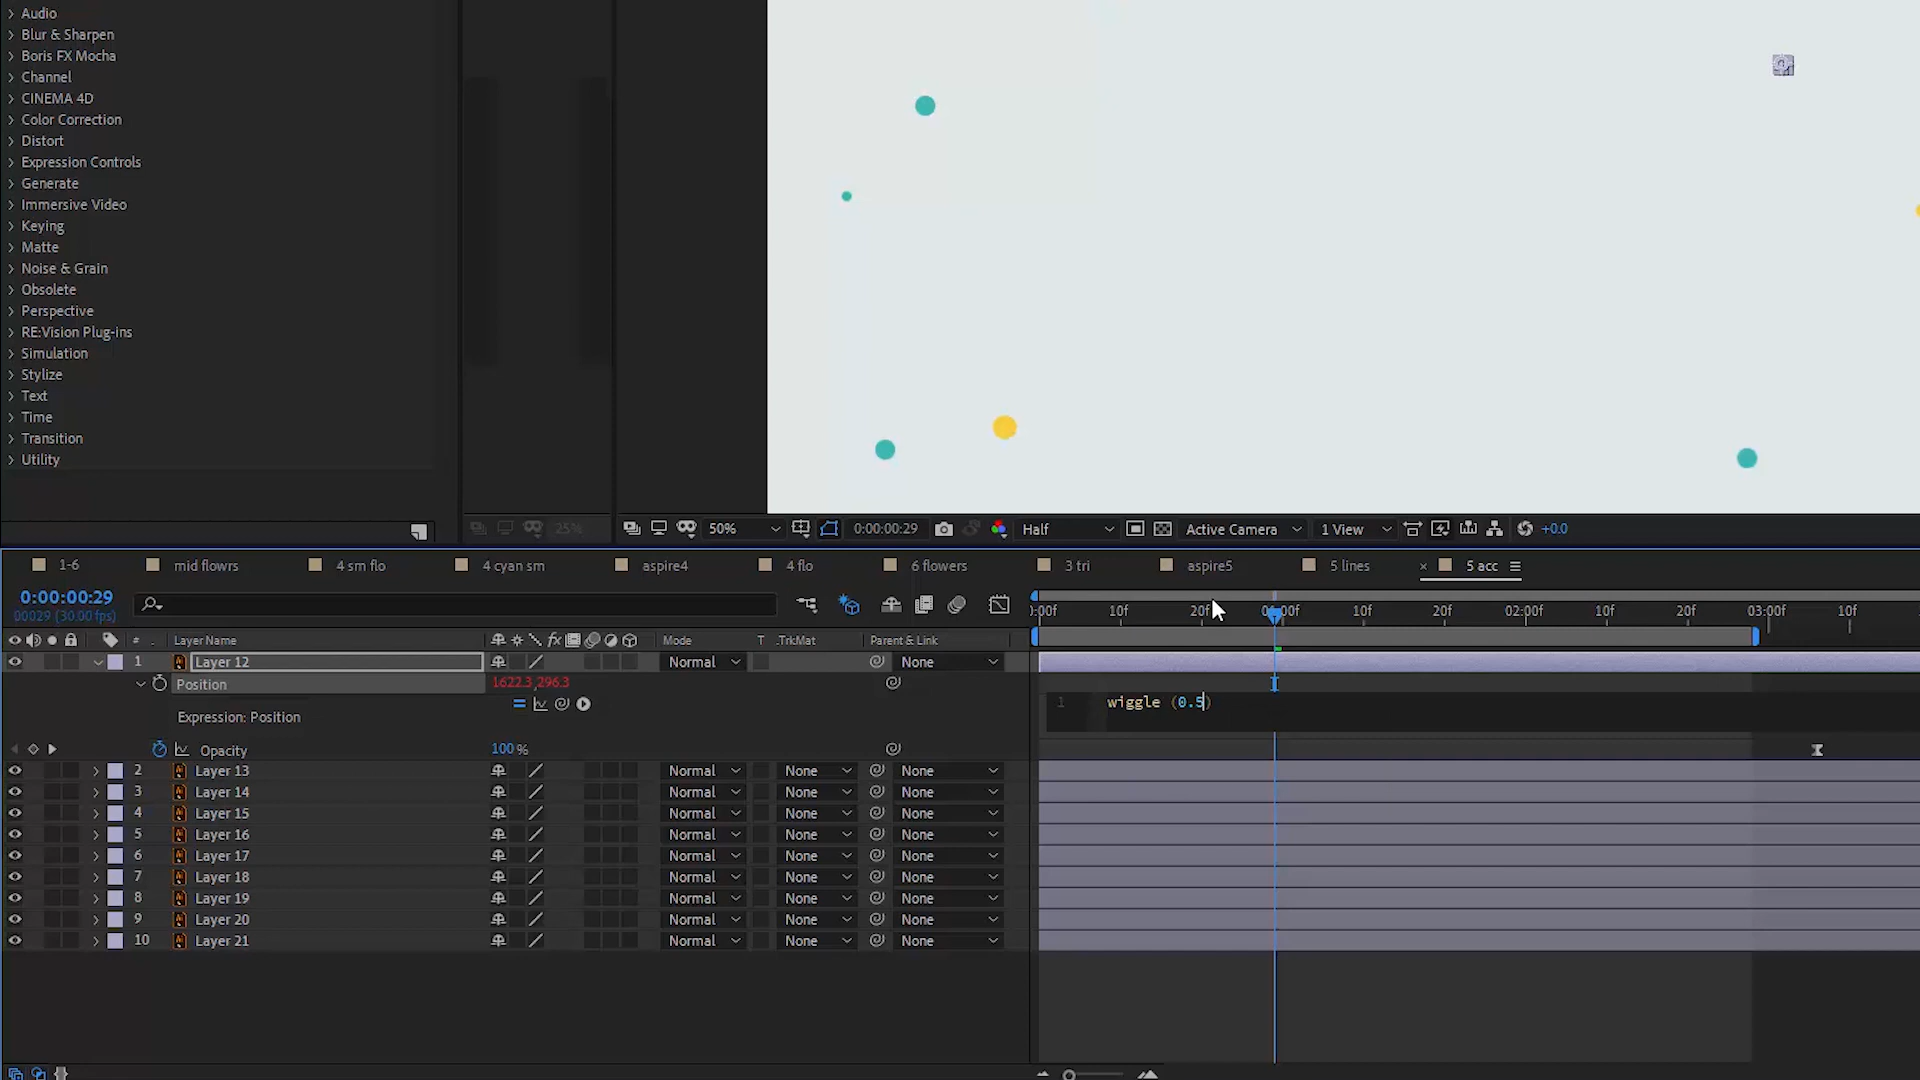 Audio
Blur & Sharpen
Boris FX Mocha
Channel
CINEMA 4D
Color Correction
Distort
Expression Controls
Generate
Immersive Video
Keying
Matte
Noise & Grain
Obsolete
Perspective
RE:Vision Plug-ins
Simulation
Stylize
Text
Time
Transition
Utility
25% 50% 0:00:00:29 Half Active Camera 1 View +0.0
1-6 mid flowrs 4 sm flo 4 cyan sm aspire4 4 flo 6 flowers 3 tri aspire5 5 lines × 5 acc
0:00:00:29
00029 (30.00 fps)
):00f 10f 20f 00f 10f 20f 02:00f 10f 20f 03:00f 10f
# Layer Name fx Mode T .TrkMat Parent & Link
1 Layer 12 Normal None
Position 1622.3,296.3
1 wiggle (0.5)
Expression: Position
Opacity 100 %
2 Layer 13 Normal None None
3 Layer 14 Normal None None
4 Layer 15 Normal None None
5 Layer 16 Normal None None
6 Layer 17 Normal None None
7 Layer 18 Normal None None
8 Layer 19 Normal None None
9 Layer 20 Normal None None
10 Layer 21 Normal None None